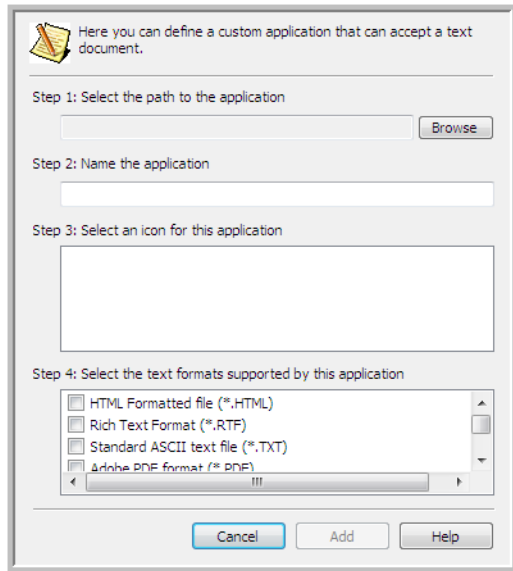 Here you can define a custom application that can accept a text
document.
Step 1: Select the path to the application
Browse
Step 2: Name the application
Step 3: Select an icon for this application
Step 4: Select the text formats supported by this application
HTML Formatted file (*.HTML)
Rich Text Format (*.RTF)
Standard ASCII text file (*.TXT)
Adobe PDF format (*.PDF)
Cancel
Add
Help